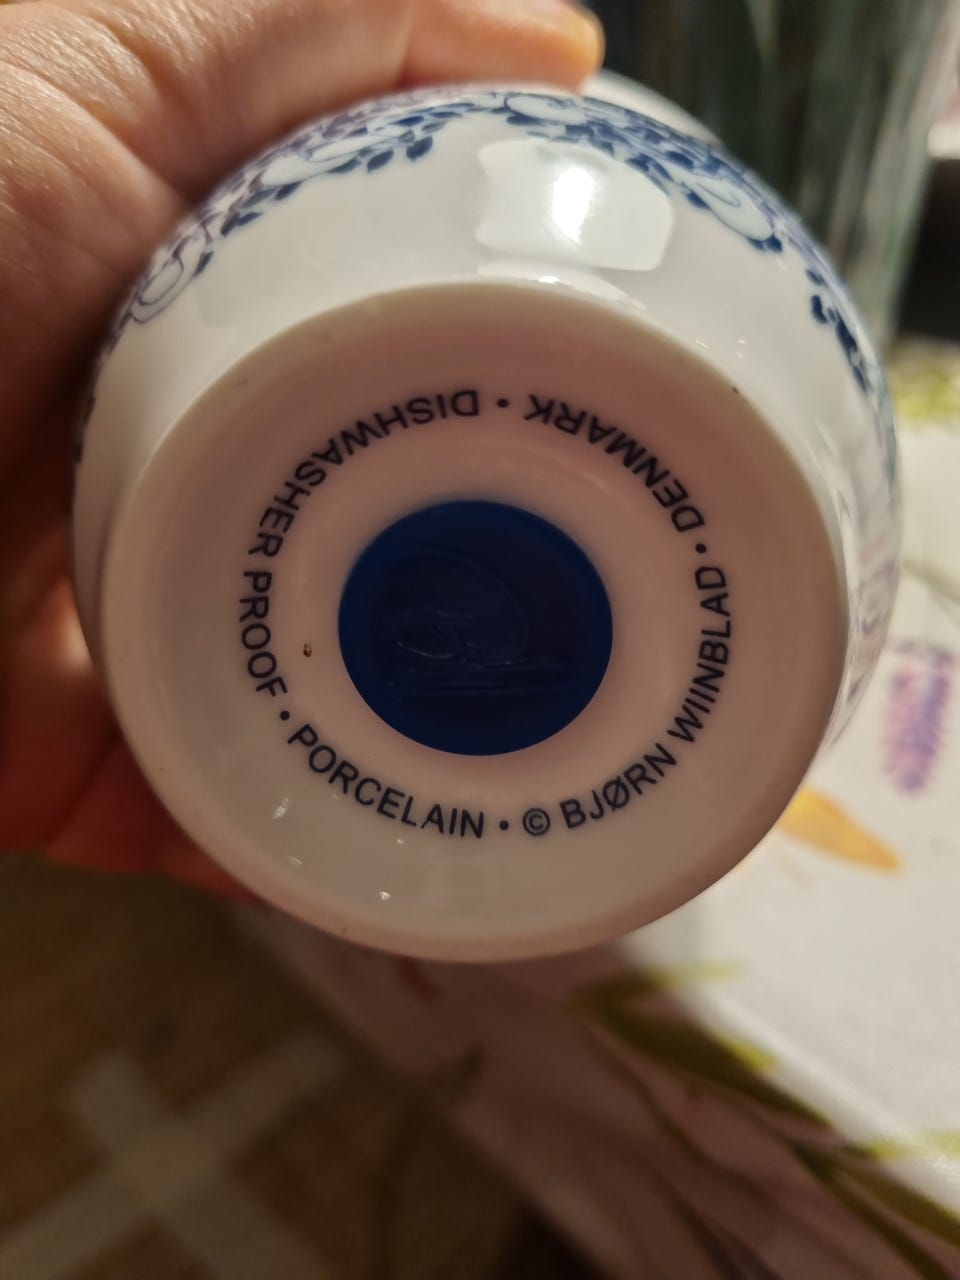 © BJØRN WIINBLAD • DENMARK • DISHWASHER PROOF • PORCELAIN •